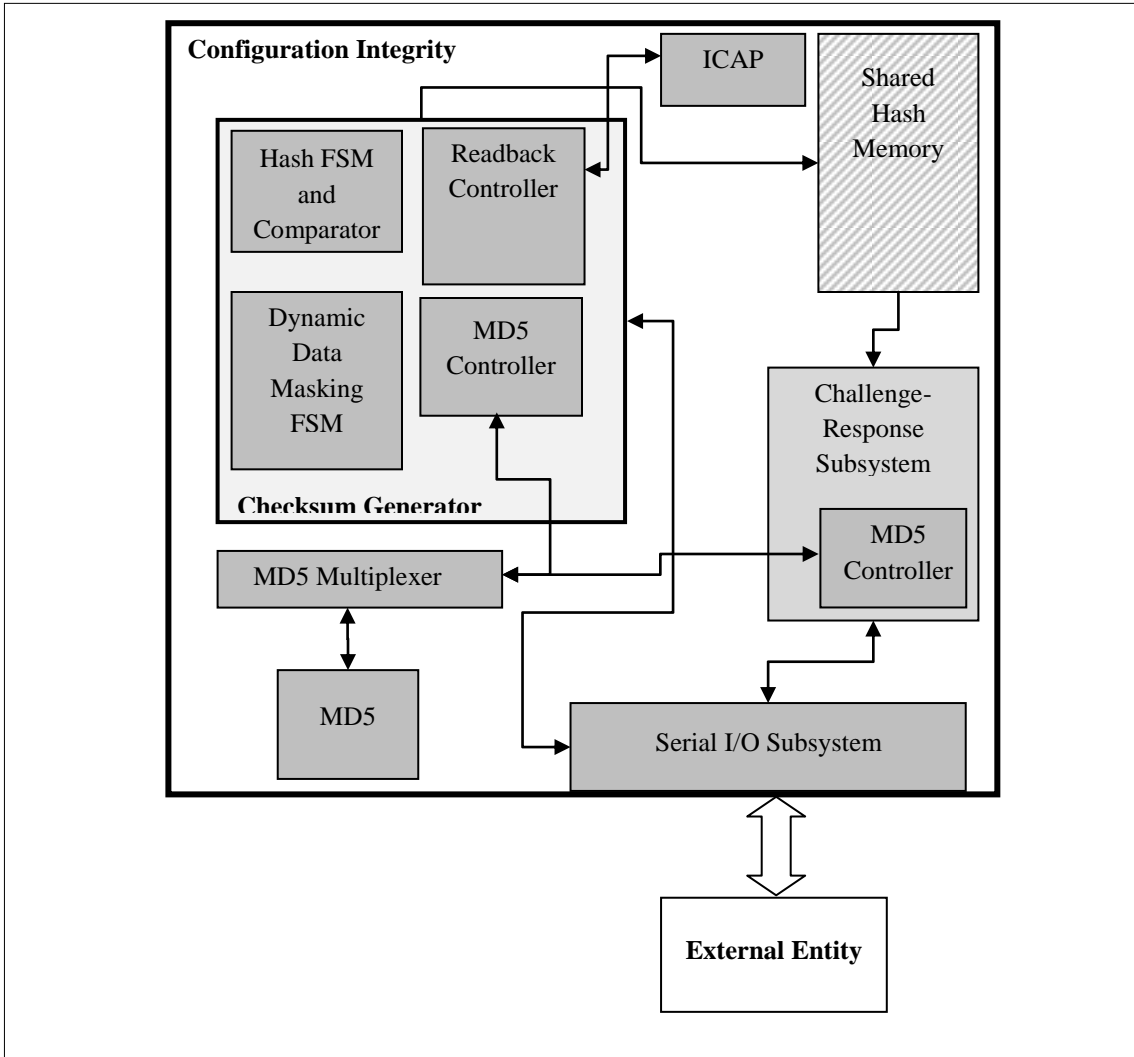 Configuration Integrity
ICAP
Shared
Hash
Memory
Hash FSM
and
Comparator
Readback
Controller
Dynamic
Data
Masking
FSM
MD5
Controller
Checksum Generator
Challenge-
Response
Subsystem
MD5
Controller
MD5 Multiplexer
MD5
Serial I/O Subsystem
External Entity